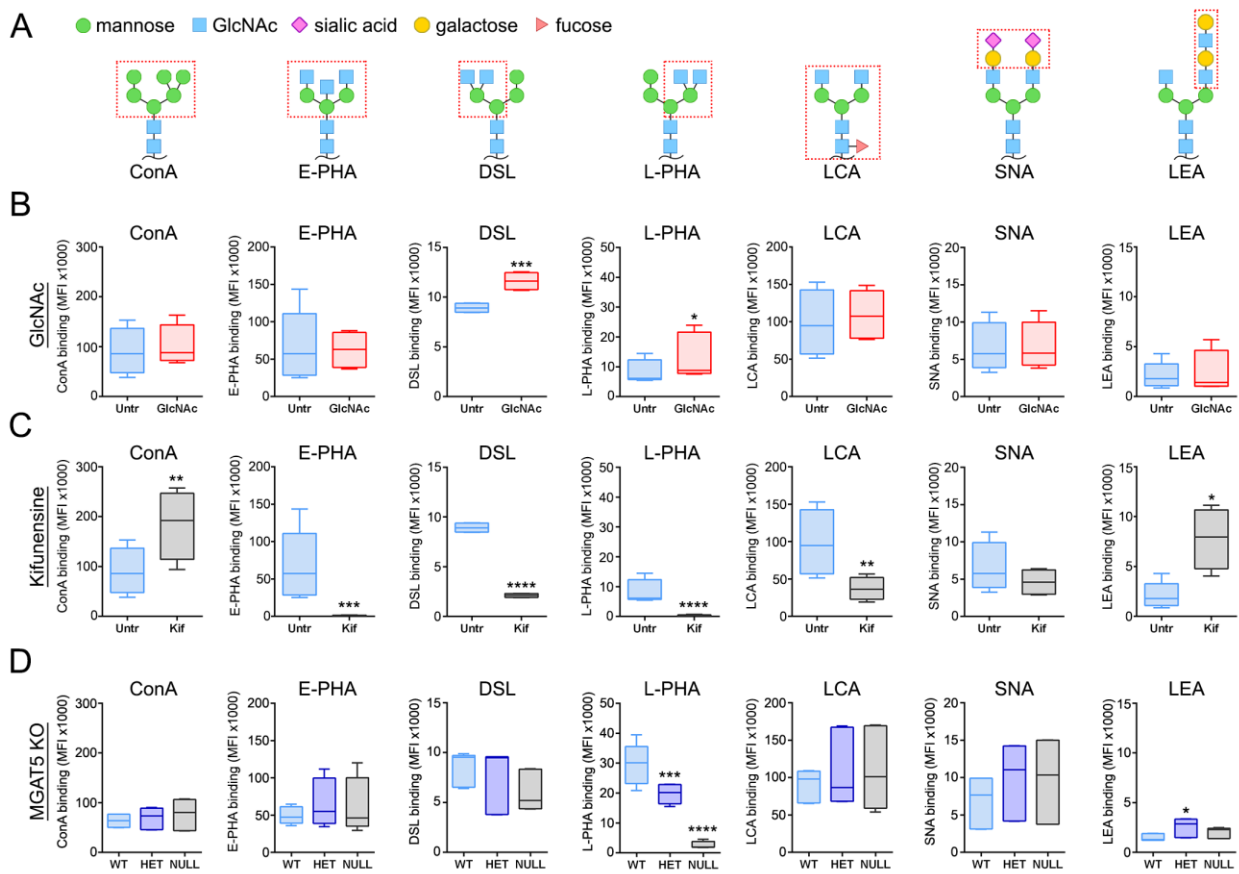 A
mannose GlcNAc sialic acid galactose fucose
ConA E-PHA DSL L-PHA LCA SNA LEA
B
GlcNAc
ConA E-PHA DSL L-PHA LCA SNA LEA
ConA binding (MFI x1000)
300
200
100
0
Untr GlcNAc
E-PHA binding (MFI x1000)
200
150
100
50
0
Untr GlcNAc
DSL binding (MFI x1000)
15
10
5
0
***
Untr GlcNAc
L-PHA binding (MFI x1000)
50
40
30
20
10
0
*
Untr GlcNAc
LCA binding (MFI x1000)
200
150
100
50
0
Untr GlcNAc
SNA binding (MFI x1000)
20
15
10
5
0
Untr GlcNAc
LEA binding (MFI x1000)
15
10
5
0
Untr GlcNAc
C
Kifunensine
ConA E-PHA DSL L-PHA LCA SNA LEA
ConA binding (MFI x1000)
300
200
100
0
**
Untr Kif
E-PHA binding (MFI x1000)
200
150
100
50
0
***
Untr Kif
DSL binding (MFI x1000)
15
10
5
0
****
Untr Kif
L-PHA binding (MFI x1000)
50
40
30
20
10
0
****
Untr Kif
LCA binding (MFI x1000)
200
150
100
50
0
**
Untr Kif
SNA binding (MFI x1000)
20
15
10
5
0
Untr Kif
LEA binding (MFI x1000)
15
10
5
0
*
Untr Kif
D
MGAT5 KO
ConA E-PHA DSL L-PHA LCA SNA LEA
ConA binding (MFI x1000)
300
200
100
0
WT HET NULL
E-PHA binding (MFI x1000)
200
150
100
50
0
WT HET NULL
DSL binding (MFI x1000)
15
10
5
0
WT HET NULL
L-PHA binding (MFI x1000)
50
40
30
20
10
0
***
****
WT HET NULL
LCA binding (MFI x1000)
200
150
100
50
0
WT HET NULL
SNA binding (MFI x1000)
20
15
10
5
0
WT HET NULL
LEA binding (MFI x1000)
15
10
5
0
*
WT HET NULL